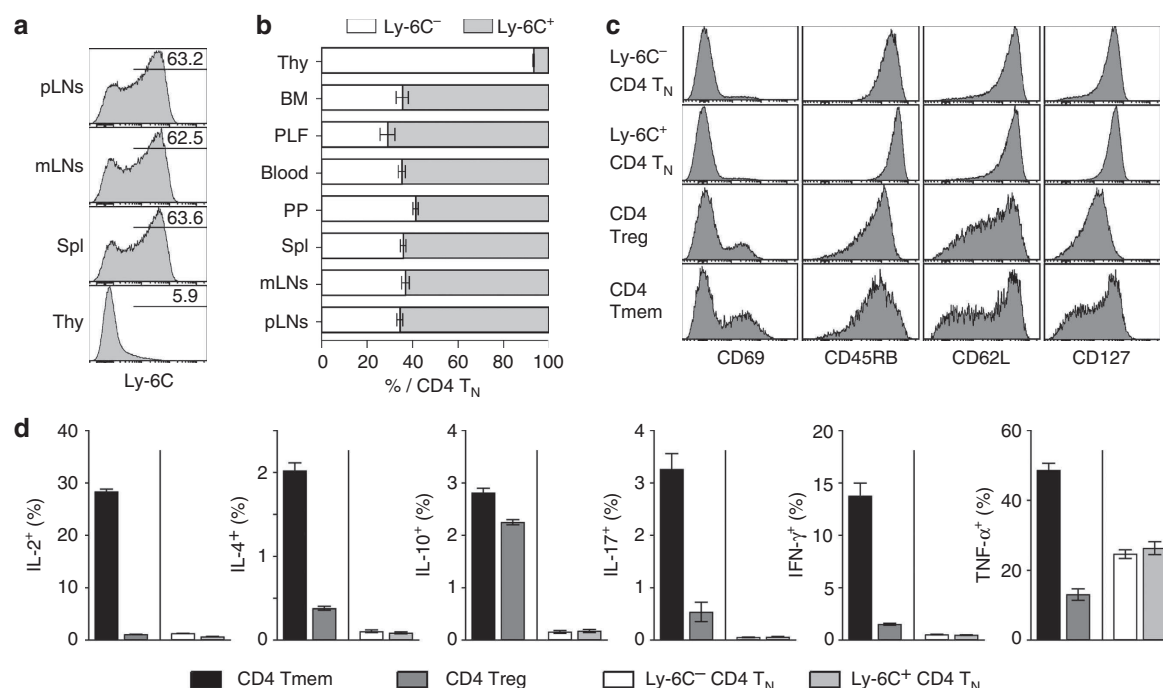 a
pLNs
63.2
mLNs
62.5
Spl
63.6
Thy
5.9
Ly-6C
b
Ly-6C⁻
Ly-6C⁺
Thy
BM
PLF
Blood
PP
Spl
mLNs
pLNs
0 20 40 60 80 100
% / CD4 T_N
c
Ly-6C⁻
CD4 T_N
Ly-6C⁺
CD4 T_N
CD4
Treg
CD4
Tmem
CD69 CD45RB CD62L CD127
d
IL-2⁺ (%)
40
30
20
10
0
IL-4⁺ (%)
2
1
0
IL-10⁺ (%)
4
3
2
1
0
IL-17⁺ (%)
4
3
2
1
0
IFN-γ⁺ (%)
20
15
10
5
0
TNF-α⁺ (%)
60
40
20
0
CD4 Tmem CD4 Treg Ly-6C⁻ CD4 T_N Ly-6C⁺ CD4 T_N